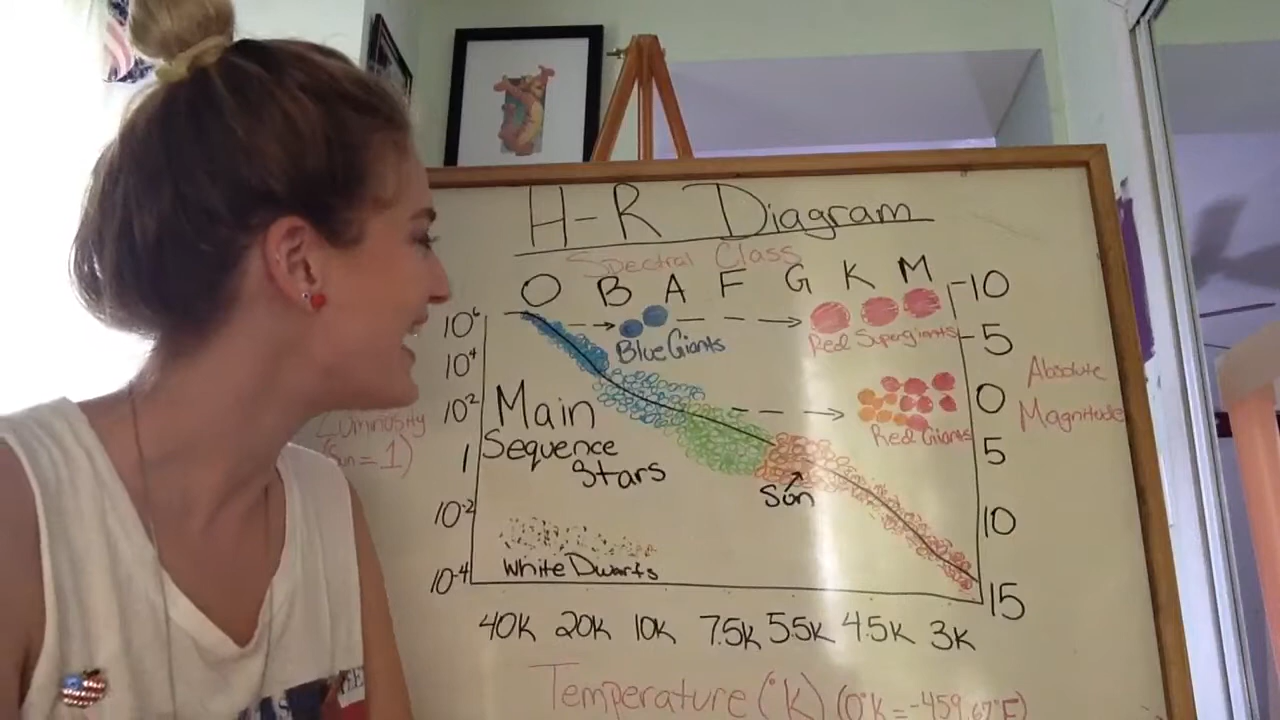 H-R Diagram
Spectral Class
O B A F G K M
-10
10⁶
-5
Blue Giants
Red Supergiants
10⁴
Absolute
Magnitude
0
10²
Main
Sequence
Stars
Red Giants
Luminosity
(Sun = 1)
1
5
Sun
10⁻²
10
White Dwarfs
10⁻⁴
15
40K 20K 10K 7.5K 5.5K 4.5K 3K
Temperature (°K) (0°K = -459.67°F)